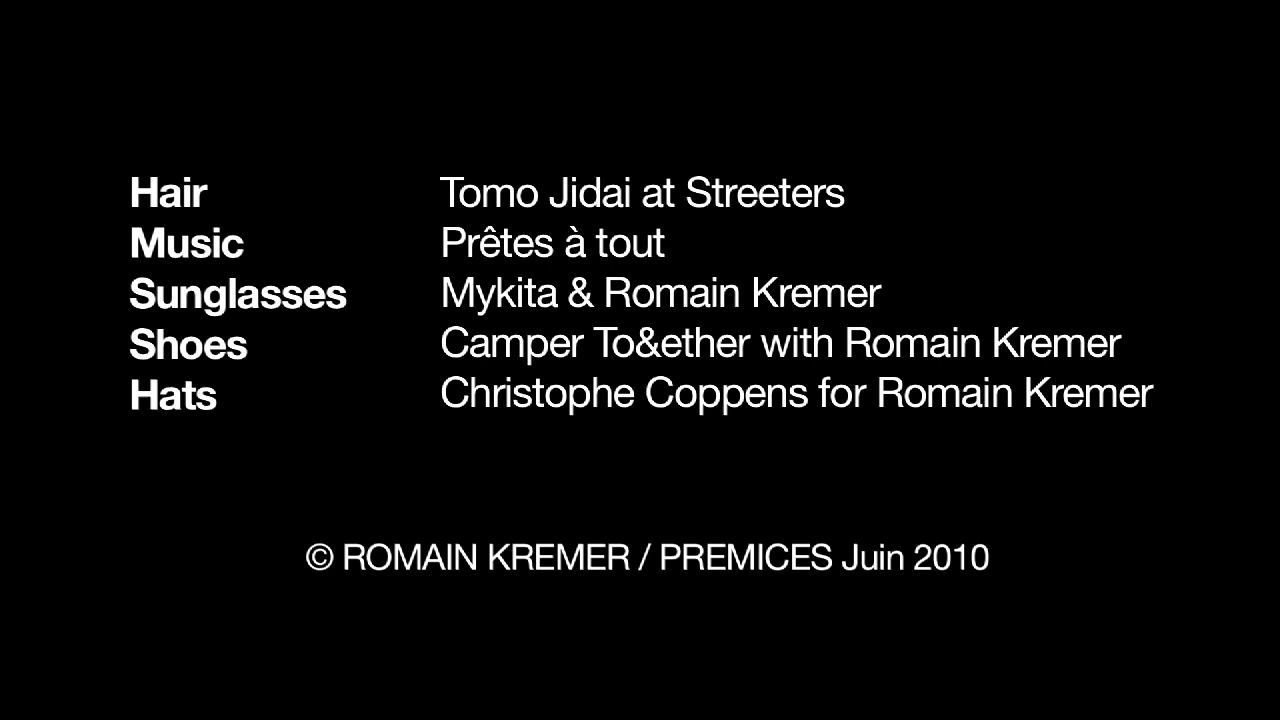 Hair Tomo Jidai at Streeters
Music Prêtes à tout
Sunglasses Mykita & Romain Kremer
Shoes Camper To&ether with Romain Kremer
Hats Christophe Coppens for Romain Kremer
© ROMAIN KREMER / PREMICES Juin 2010